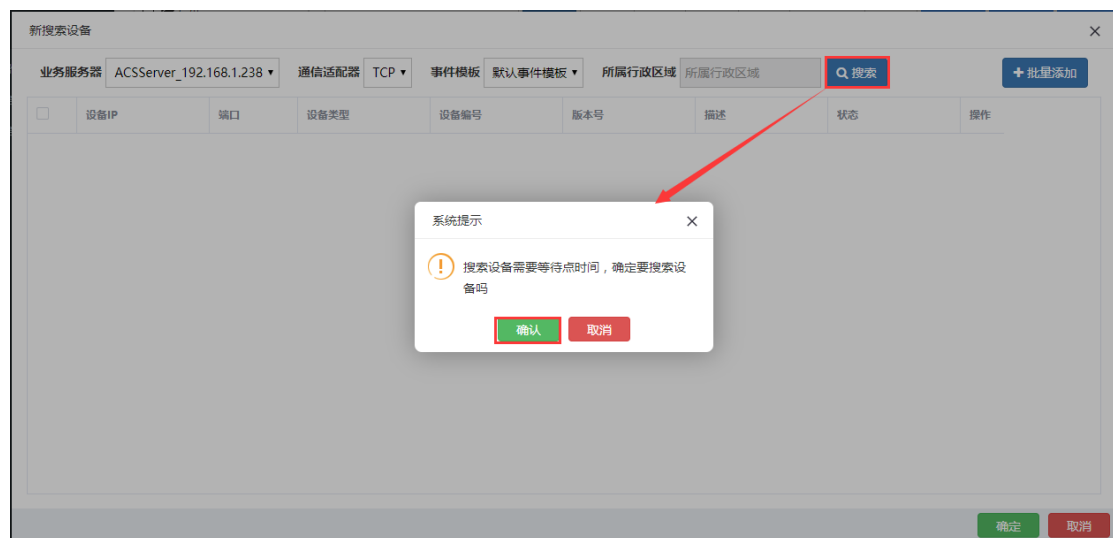 新搜索设备
业务服务器 ACSServer_192.168.1.238 通信适配器 TCP 事件模板 默认事件模板 所属行政区域 所属行政区域 搜索 批量添加
设备IP 端口 设备类型 设备编号 版本号 描述 状态 操作
系统提示
搜索设备需要等待点时间，确定要搜索设
备吗
确认 取消
确定 取消